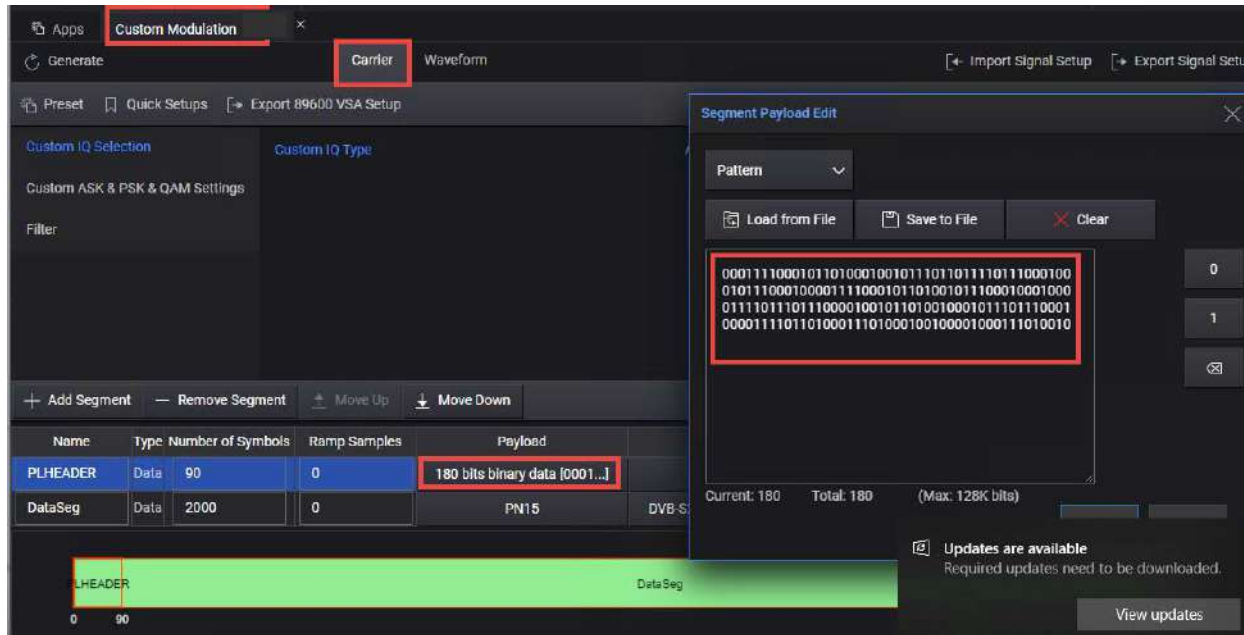 Apps Custom Modulation ×
Generate Carrier Waveform Import Signal Setup Export Signal Setu
Preset Quick Setups Export 89600 VSA Setup
Custom IQ Selection Custom IQ Type
Custom ASK & PSK & QAM Settings
Filter
Segment Payload Edit
Pattern
Load from File Save to File Clear
000111100010110100010010111011011110111000100
010111000100001111000101101001011100010001000
011110111011100001001011010010001011101110001
000011110110100011101000100100001000111010010
0
1
Current: 180 Total: 180 (Max: 128K bits)
+ Add Segment — Remove Segment Move Up Move Down
Name Type Number of Symbols Ramp Samples Payload
PLHEADER Data 90 0 180 bits binary data [0001...]
DataSeg Data 2000 0 PN15 DVB-S
LHEADER DataSeg
0 90
Updates are available
Required updates need to be downloaded.
View updates